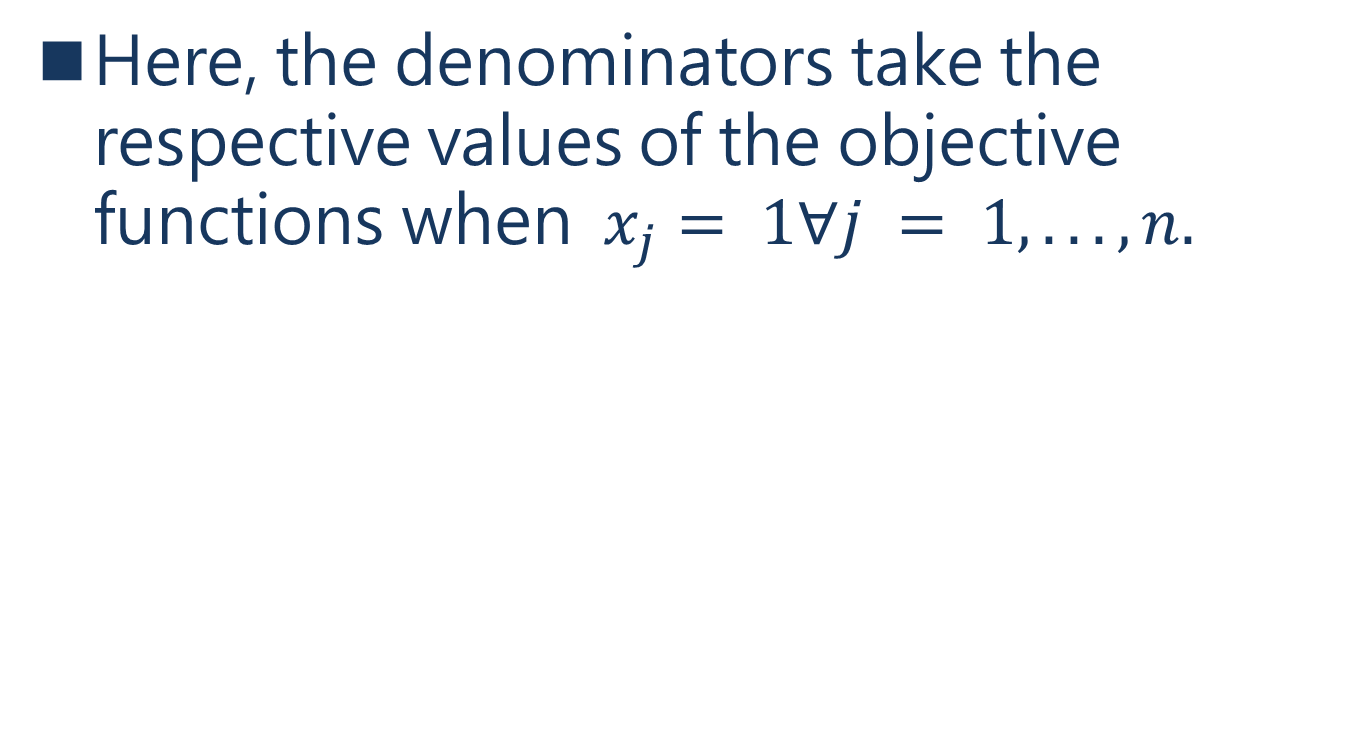 Here, the denominators take the
respective values of the objective
functions when x_j = 1∀j = 1,...,n.